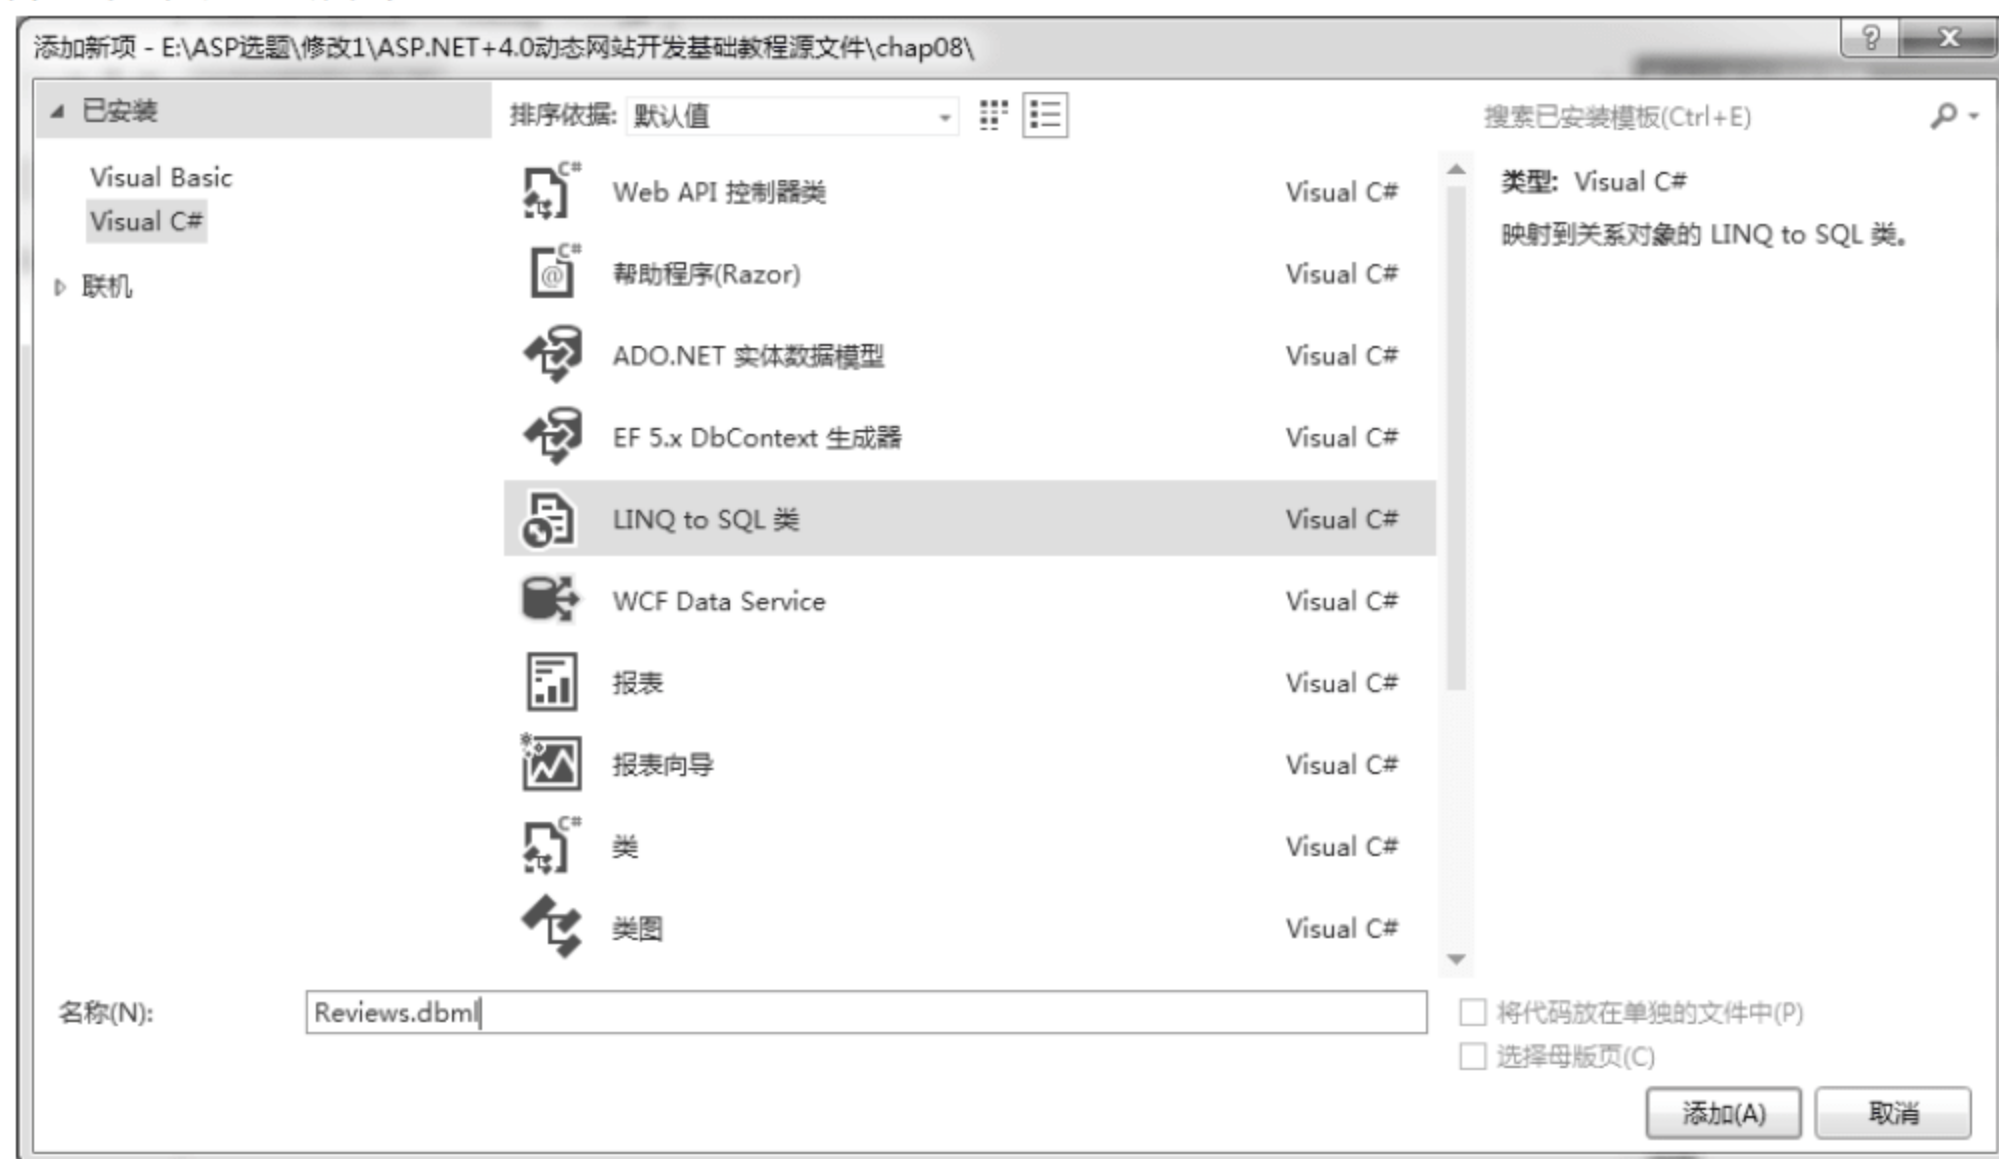 添加新项 - E:\ASP选题\修改1\ASP.NET+4.0动态网站开发基础教程源文件\chap08\
已安装
Visual Basic
Visual C#
联机
排序依据: 默认值
搜索已安装模板(Ctrl+E)
Web API 控制器类 Visual C#
帮助程序(Razor) Visual C#
ADO.NET 实体数据模型 Visual C#
EF 5.x DbContext 生成器 Visual C#
LINQ to SQL 类 Visual C#
WCF Data Service Visual C#
报表 Visual C#
报表向导 Visual C#
类 Visual C#
类图 Visual C#
类型: Visual C#
映射到关系对象的 LINQ to SQL 类。
名称(N): Reviews.dbml
将代码放在单独的文件中(P)
选择母版页(C)
添加(A) 取消